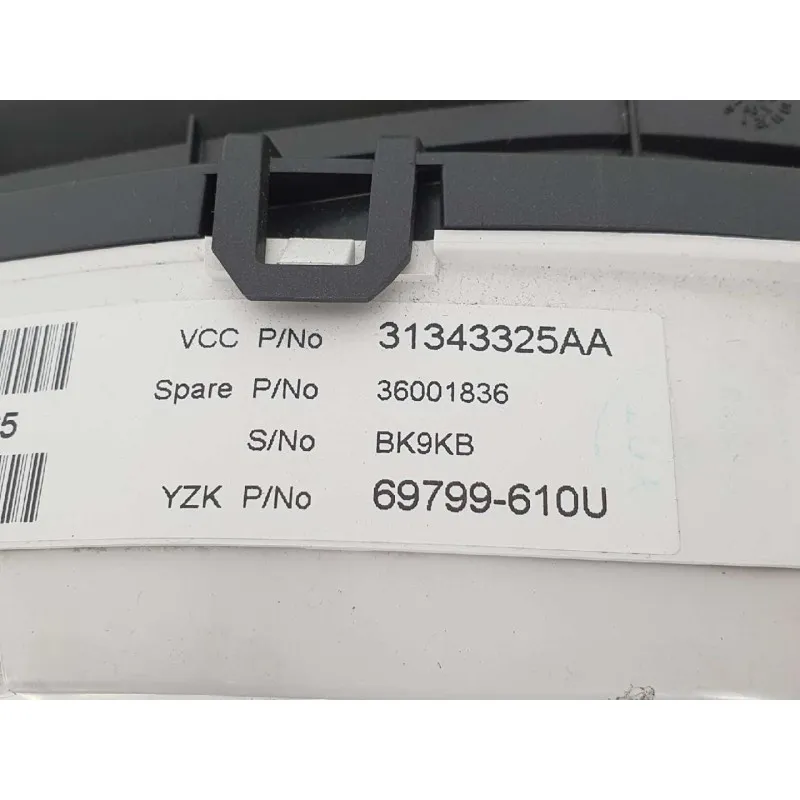 VCC P/No 31343325AA
Spare P/No 36001836
5
S/No BK9KB
YZK P/No 69799-610U